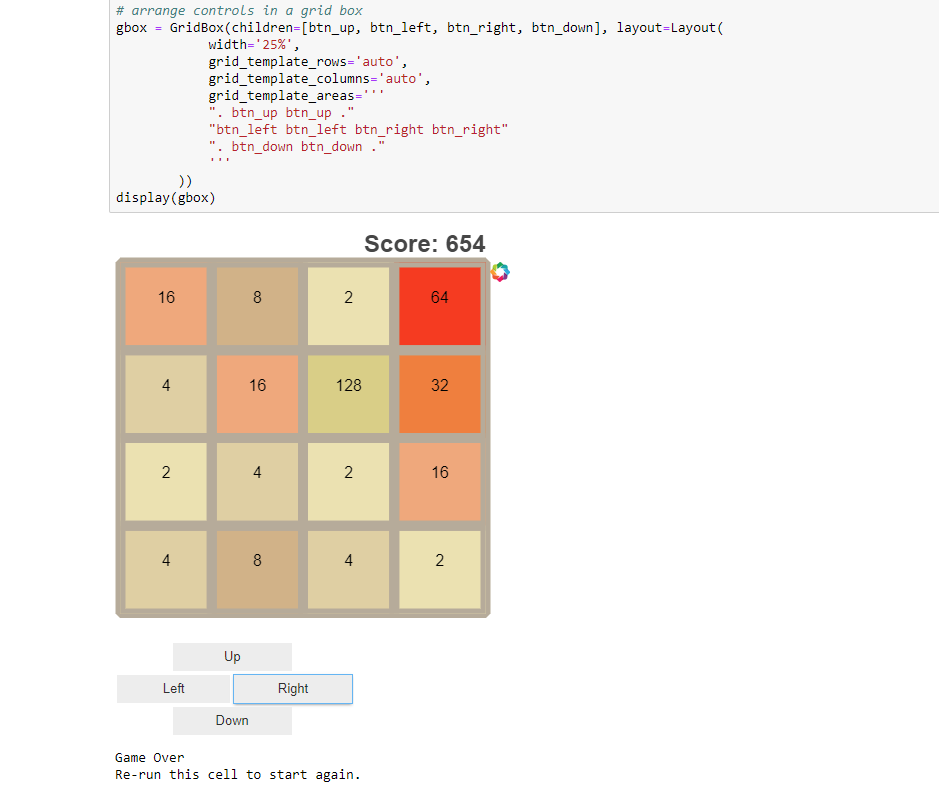 # arrange controls in a grid box
gbox = GridBox(children=[btn_up, btn_left, btn_right, btn_down], layout=Layout(
            width='25%',
            grid_template_rows='auto',
            grid_template_columns='auto',
            grid_template_areas='''
            ". btn_up btn_up ."
            "btn_left btn_left btn_right btn_right"
            ". btn_down btn_down ."
            '''
        ))
display(gbox)
Score: 654
16 8 2 64
4 16 128 32
2 4 2 16
4 8 4 2
Up
Left Right
Down
Game Over
Re-run this cell to start again.